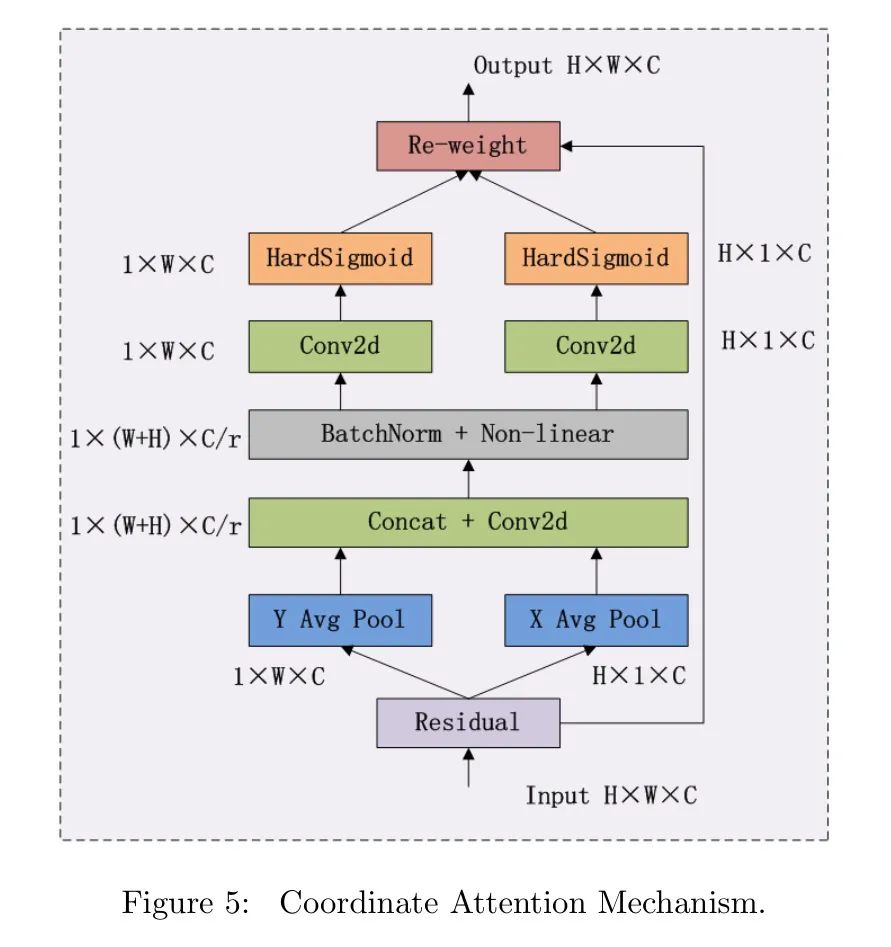 Output H×W×C
Re-weight
1×W×C
HardSigmoid
HardSigmoid
H×1×C
1×W×C
Conv2d
Conv2d
H×1×C
1×(W+H)×C/r
BatchNorm + Non-linear
1×(W+H)×C/r
Concat + Conv2d
Y Avg Pool
X Avg Pool
1×W×C
H×1×C
Residual
Input H×W×C
Figure 5: Coordinate Attention Mechanism.